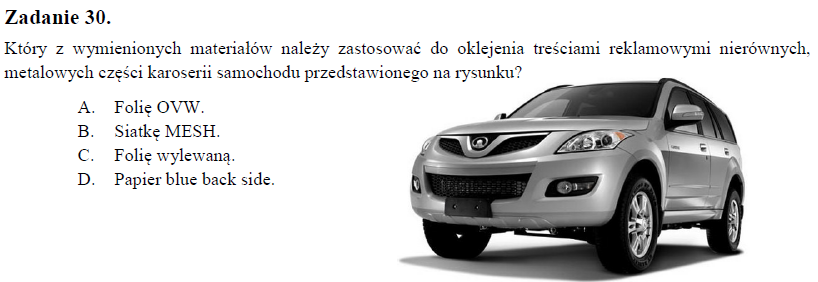 Zadanie 30.
Który z wymienionych materiałów należy zastosować do oklejenia treściami reklamowymi nierównych,
metalowych części karoserii samochodu przedstawionego na rysunku?
A. Folię OVW.
B. Siatkę MESH.
C. Folię wylewaną.
D. Papier blue back side.